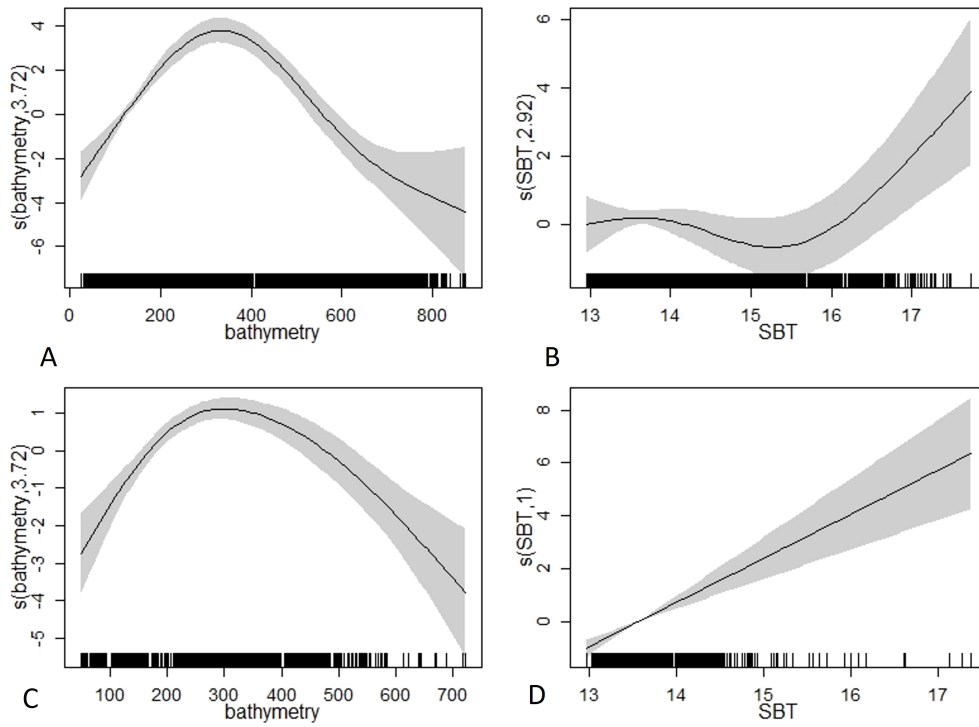 s(bathymetry,3.72)
4
2
0
-2
-4
-6
0 200 400 600 800
bathymetry
A
s(SBT,2.92)
6
4
2
0
13 14 15 16 17
SBT
B
s(bathymetry,3.72)
1
0
-1
-2
-3
-4
-5
100 200 300 400 500 600 700
bathymetry
C
s(SBT,1)
8
6
4
2
0
13 14 15 16 17
SBT
D